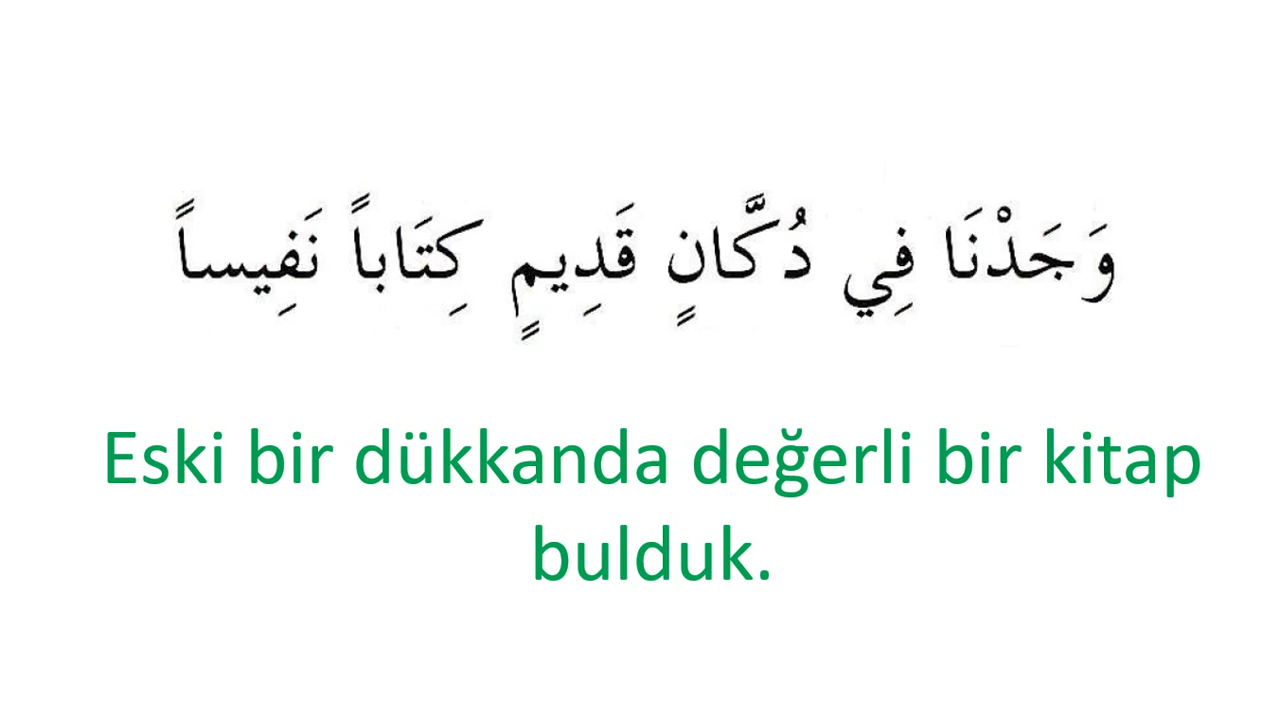 وَجَدْنَا فِي دُكَّانٍ قَدِيمٍ كِتَاباً نَفِيساً
Eski bir dükkanda değerli bir kitap
bulduk.